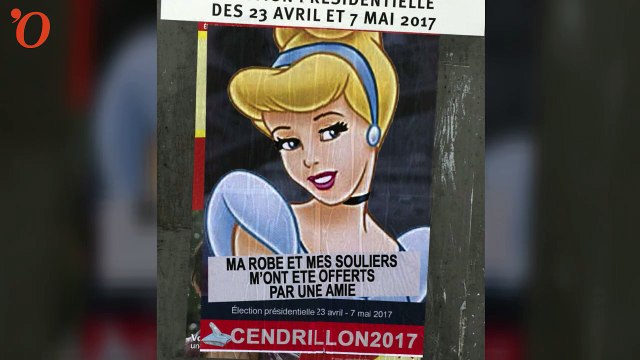 'O
DES 23 AVRIL ET 7 MAI 2017
MA ROBE ET MES SOULIERS
M'ONT ETE OFFERTS
PAR UNE AMIE
Élection présidentielle 23 avril - 7 mai 2017
CENDRILLON2017